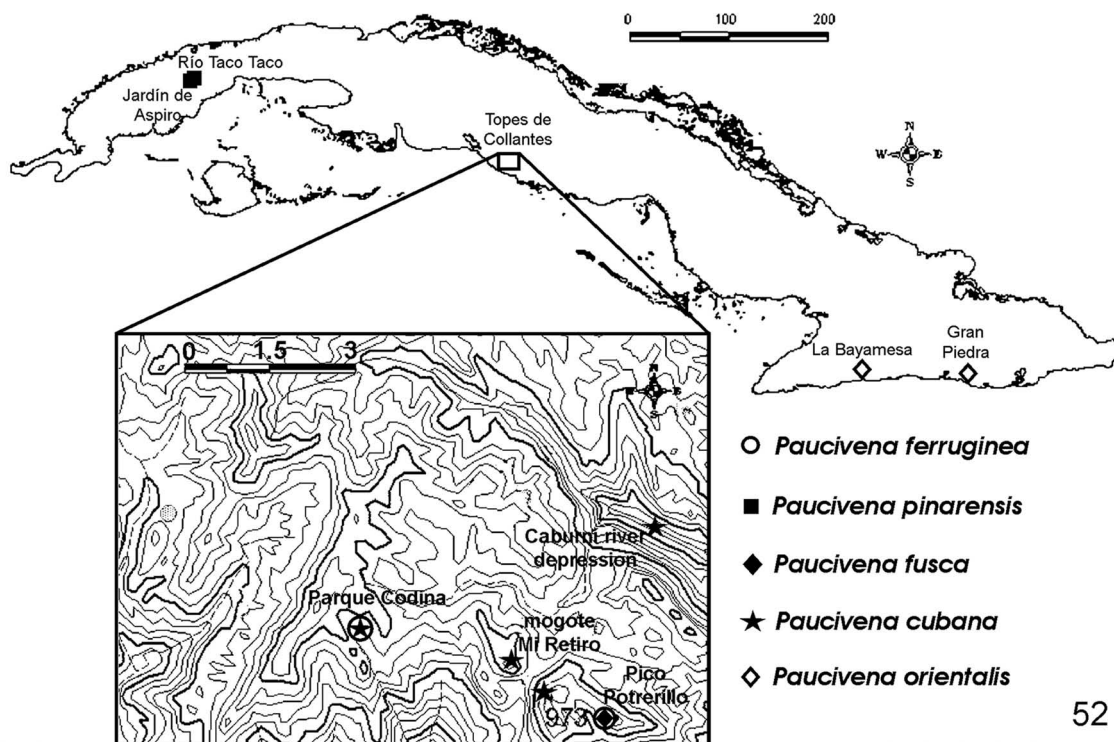 0 100 200
Río Taco Taco
Jardín de
Aspiro
Topes de
Collantes
N
W E
S
La Bayamesa
Gran
Piedra
0 1.5 3
N
W E
S
Caburni river
depression
Parque Codina
mogote
Mi Retiro
Pico
Potrerillo
973
Paucivena ferruginea
Paucivena pinarensis
Paucivena fusca
Paucivena cubana
Paucivena orientalis
52